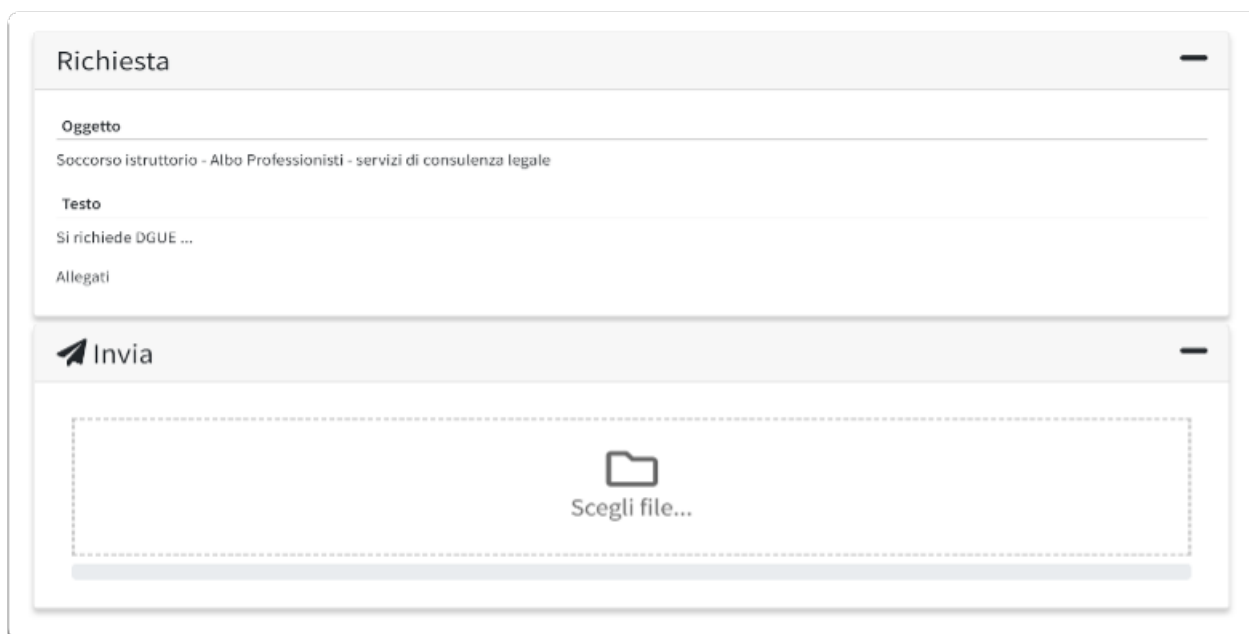 Richiesta
Oggetto
Soccorso istruttorio - Albo Professionisti - servizi di consulenza legale
Testo
Si richiede DGUE ...
Allegati
Invia
Scegli file...